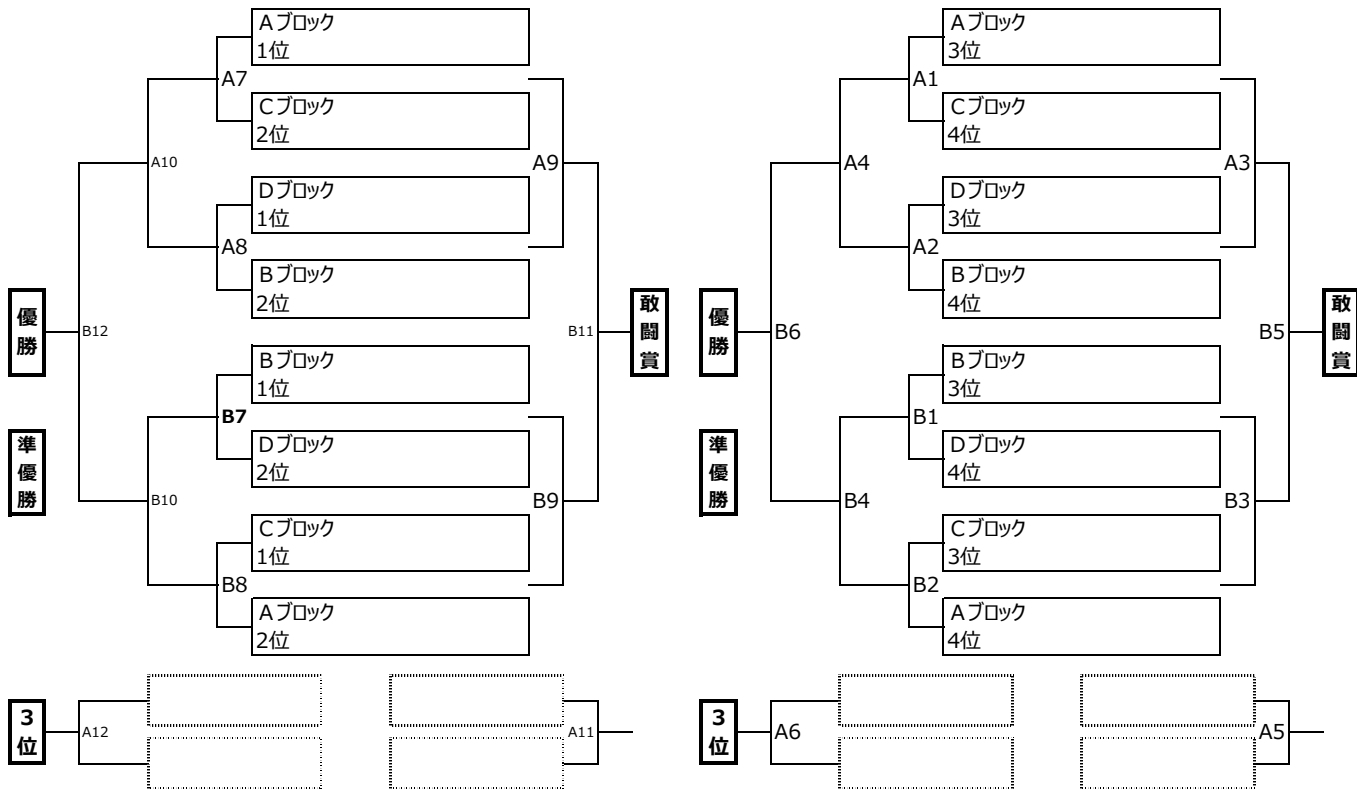 Aブロック
1位
A7
Cブロック
2位
A10
A9
Dブロック
1位
A8
Bブロック
2位
優勝
B12
B11
敢闘賞
Bブロック
1位
B7
準優勝
Dブロック
2位
B10
B9
Cブロック
1位
B8
Aブロック
2位
3位
A12
A11
Aブロック
3位
A1
Cブロック
4位
A4
A3
Dブロック
3位
A2
Bブロック
4位
優勝
B6
B5
敢闘賞
Bブロック
3位
B1
準優勝
Dブロック
4位
B4
B3
Cブロック
3位
B2
Aブロック
4位
3位
A6
A5